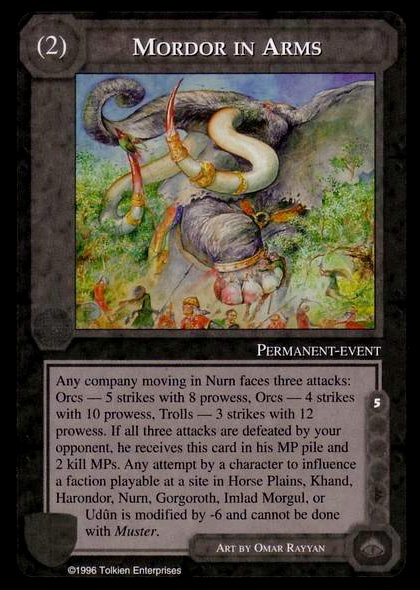 (2)
MORDOR IN ARMS
PERMANENT-EVENT
Any company moving in Nurn faces three attacks:
Orcs — 5 strikes with 8 prowess, Orcs — 4 strikes
with 10 prowess, Trolls — 3 strikes with 12
prowess. If all three attacks are defeated by your
opponent, he receives this card in his MP pile and
2 kill MPs. Any attempt by a character to influence
a faction playable at a site in Horse Plains, Khand,
Harondor, Nurn, Gorgoroth, Imlad Morgul, or
Udûn is modified by -6 and cannot be done
with Muster.
5
ART BY OMAR RAYYAN
©1996 Tolkien Enterprises